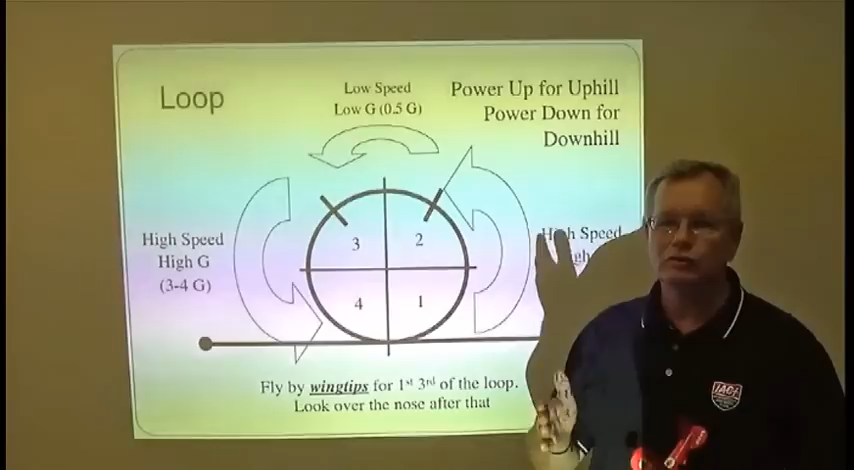 Loop
Low Speed
Low G (0.5 G)
Power Up for Uphill
Power Down for
Downhill
High Speed
High G
(3-4 G)
3
2
4
1
High Speed
Fly by wingtips for 1st 3rd of the loop.
Look over the nose after that
IAC